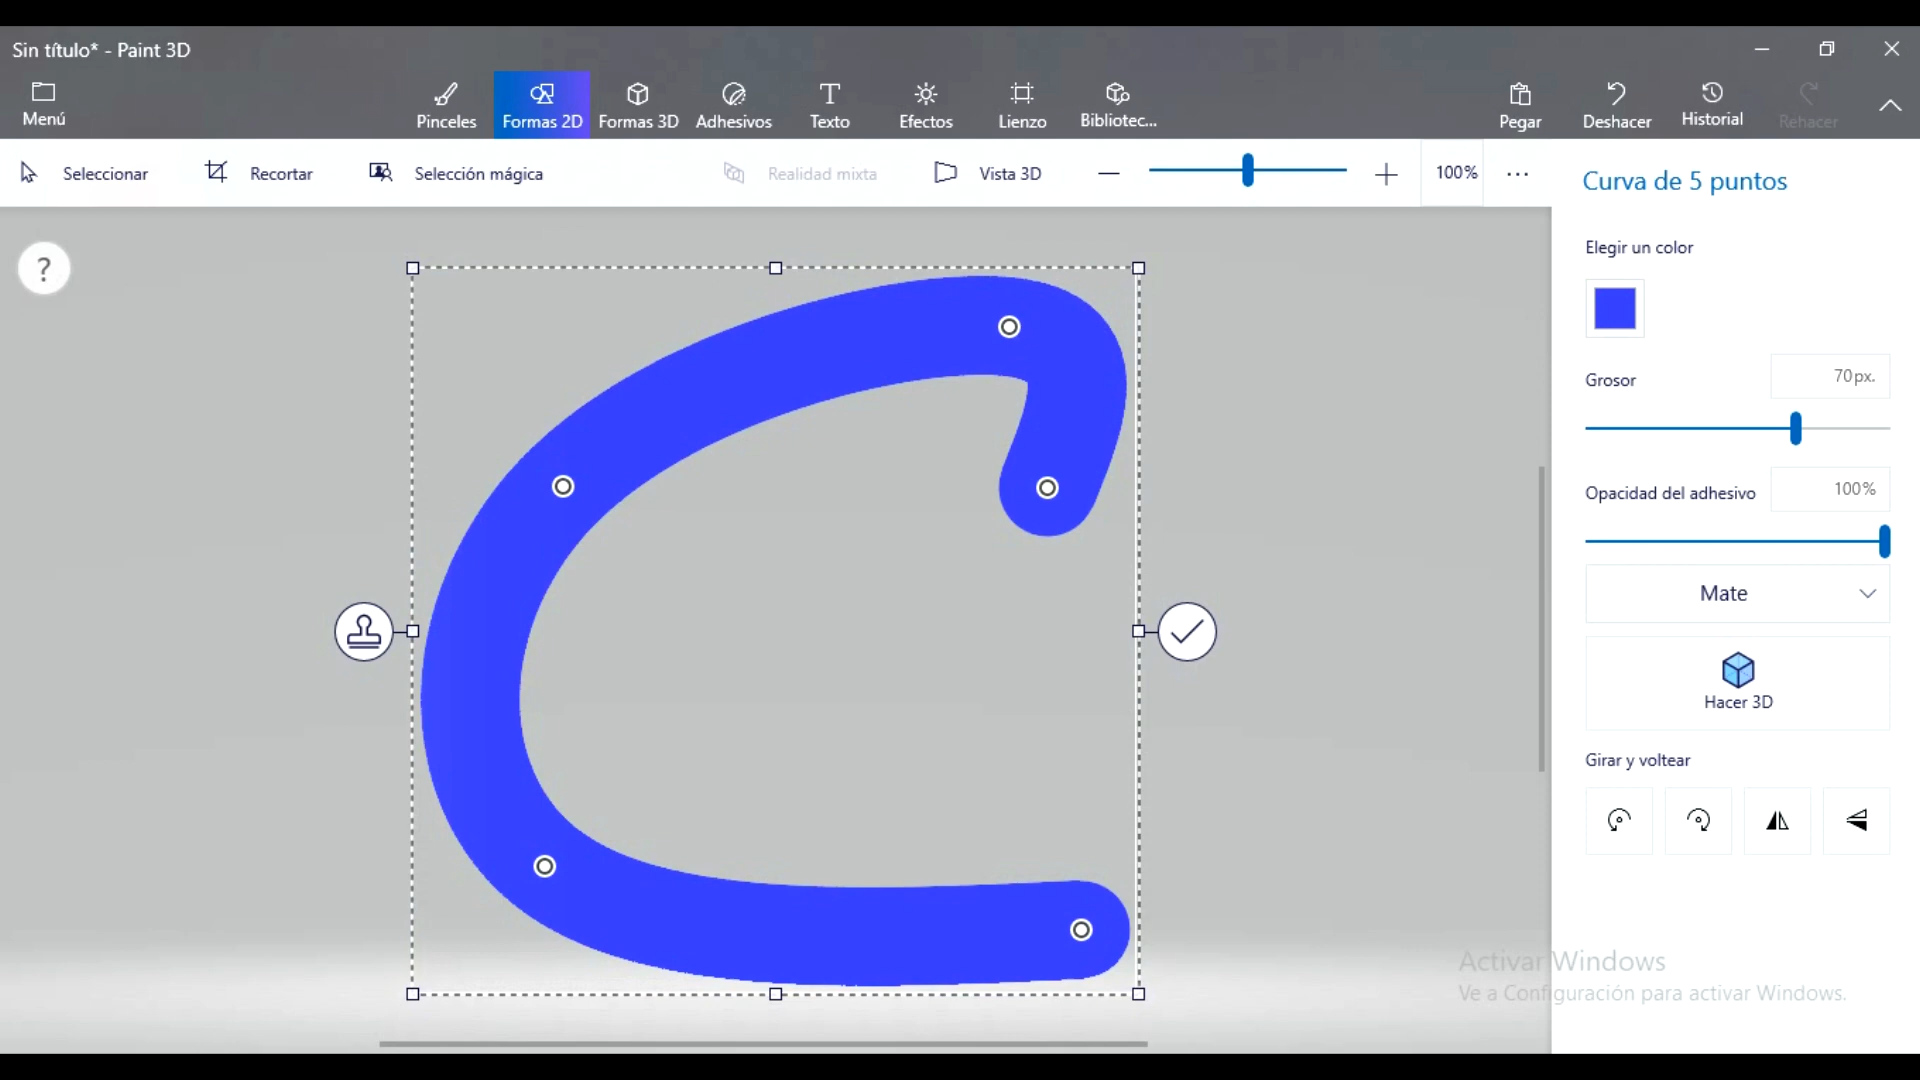 Sin título* - Paint 3D
Menú
Pinceles
Formas 2D
Formas 3D
Adhesivos
Texto
Efectos
Lienzo
Bibliotec...
Pegar
Deshacer
Historial
Rehacer
Seleccionar
Recortar
Selección mágica
Realidad mixta
Vista 3D
100%
Curva de 5 puntos
Elegir un color
Grosor
70px.
Opacidad del adhesivo
100%
Mate
Hacer 3D
Girar y voltear
?
Activar Windows
Ve a Configuración para activar Windows.